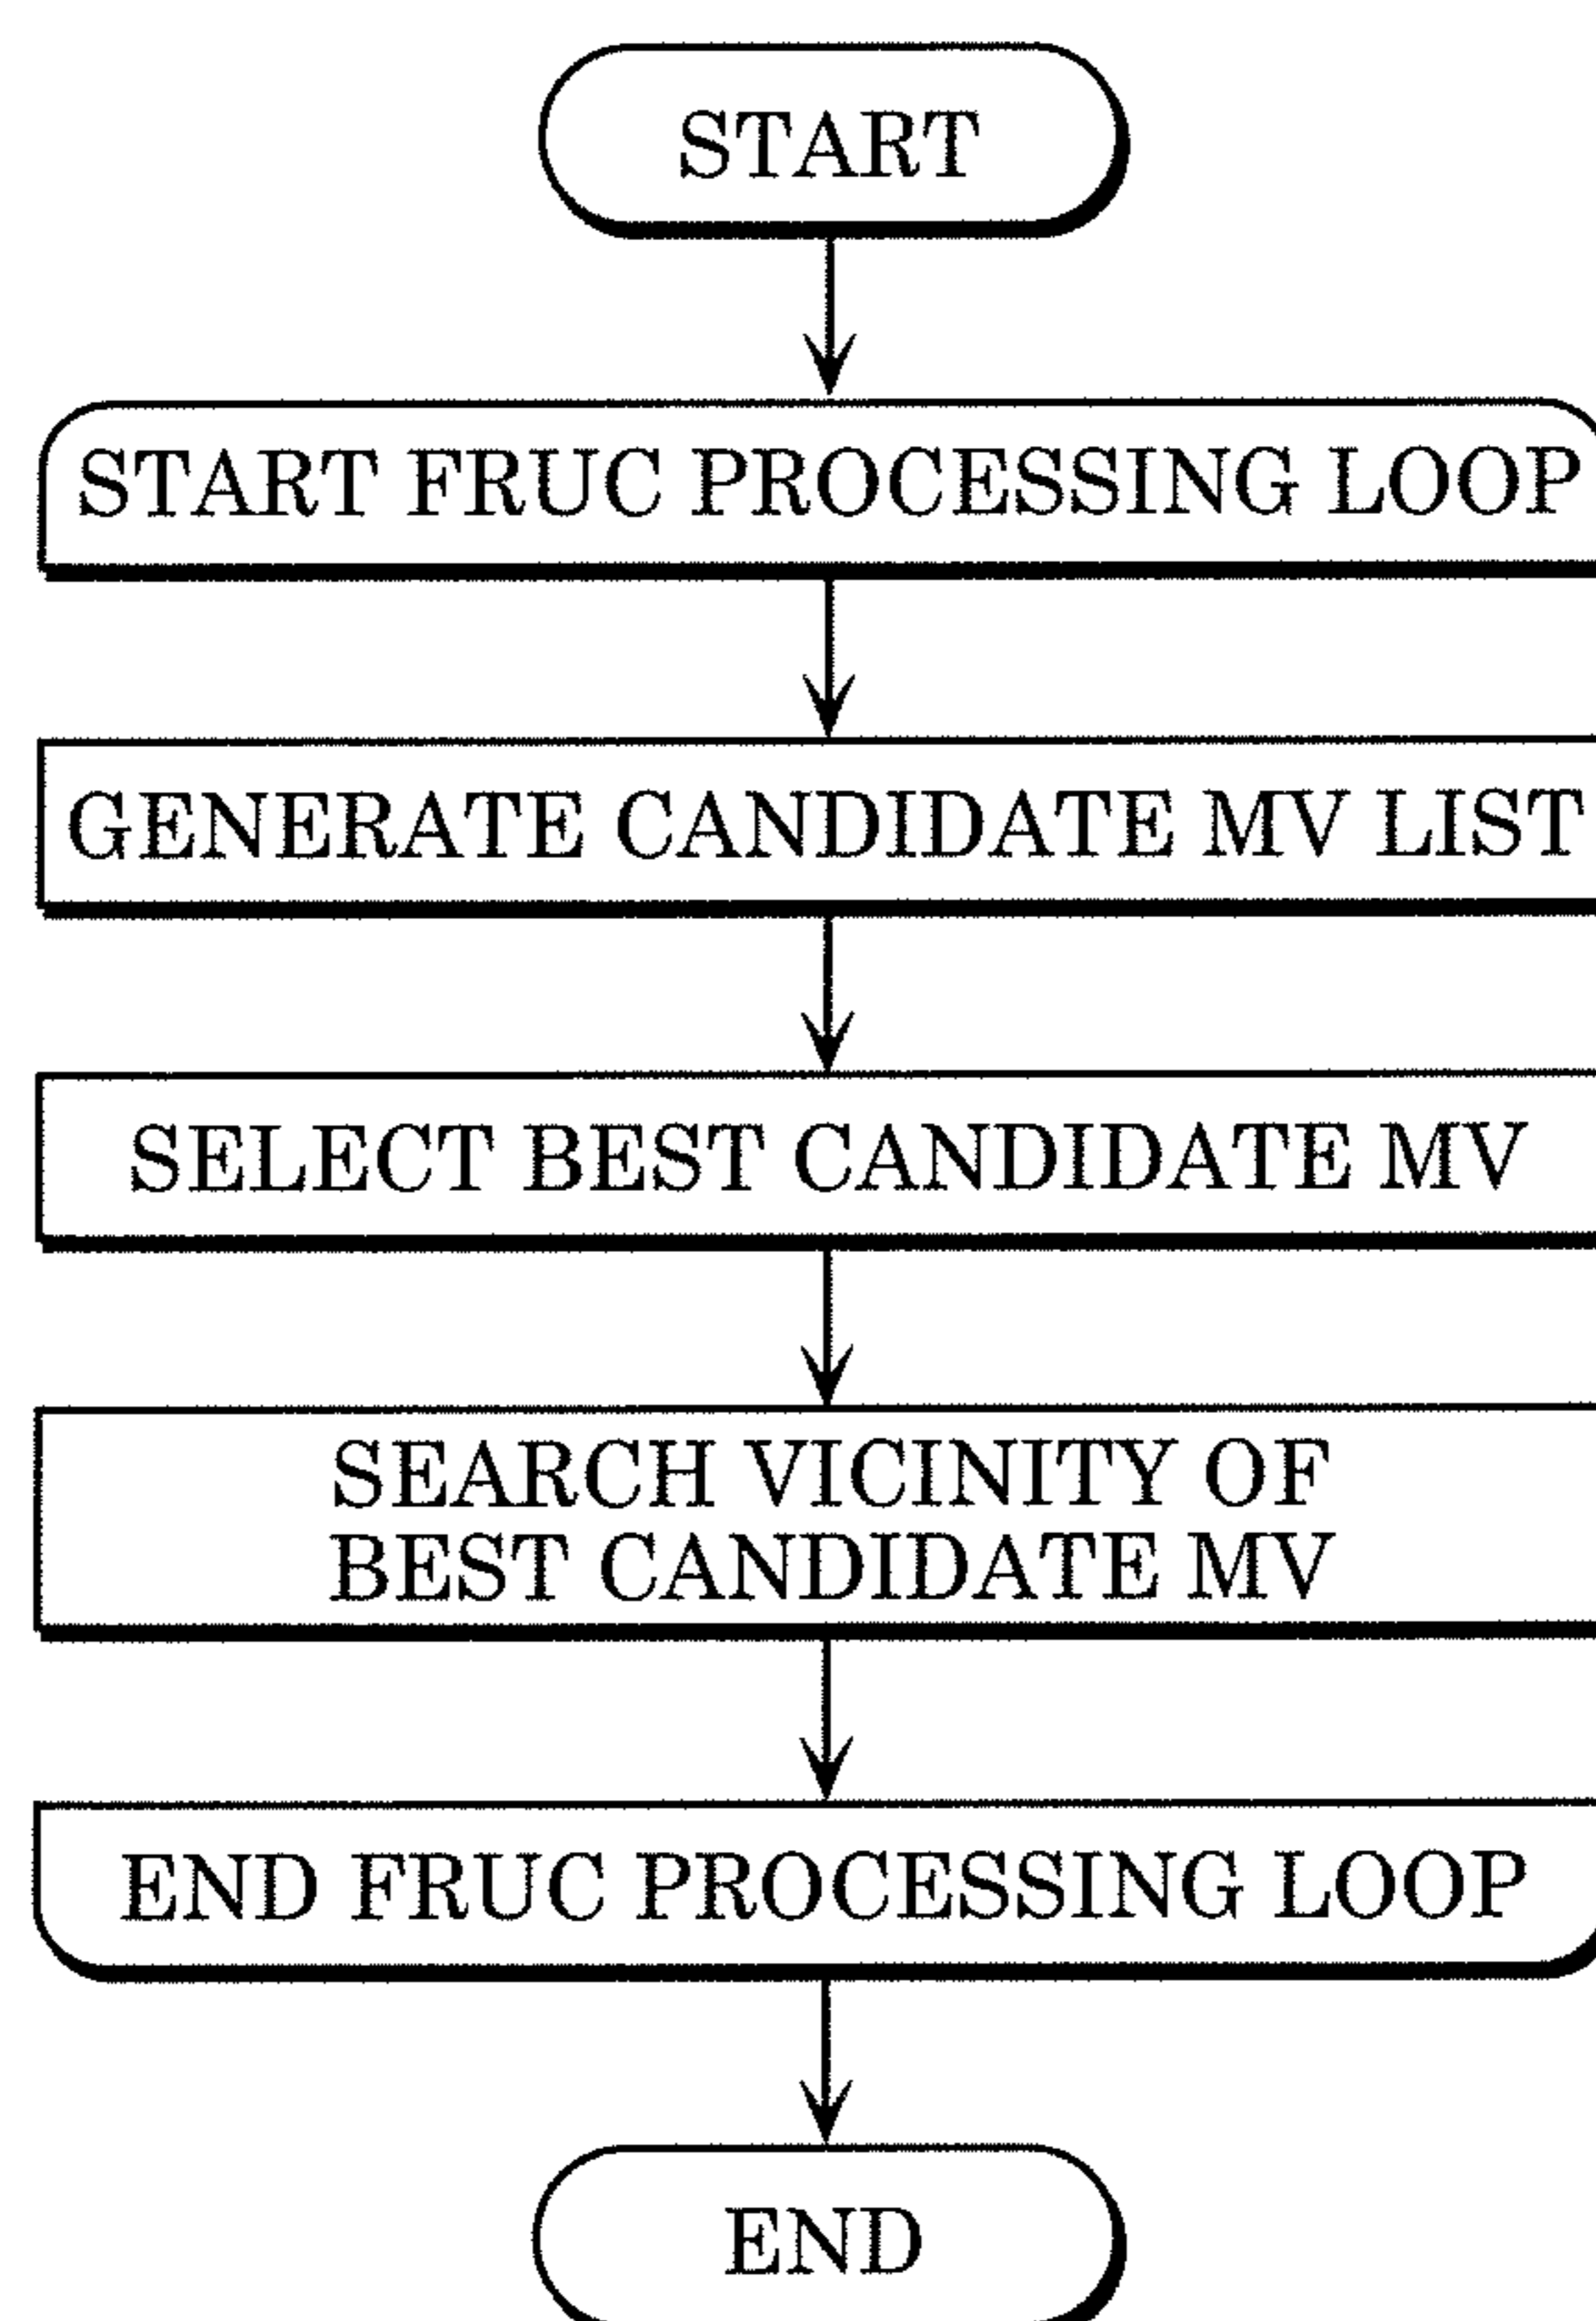 START
START FRUC PROCESSING LOOP
GENERATE CANDIDATE MV LIST
SELECT BEST CANDIDATE MV
SEARCH VICINITY OF
BEST CANDIDATE MV
END FRUC PROCESSING LOOP
END